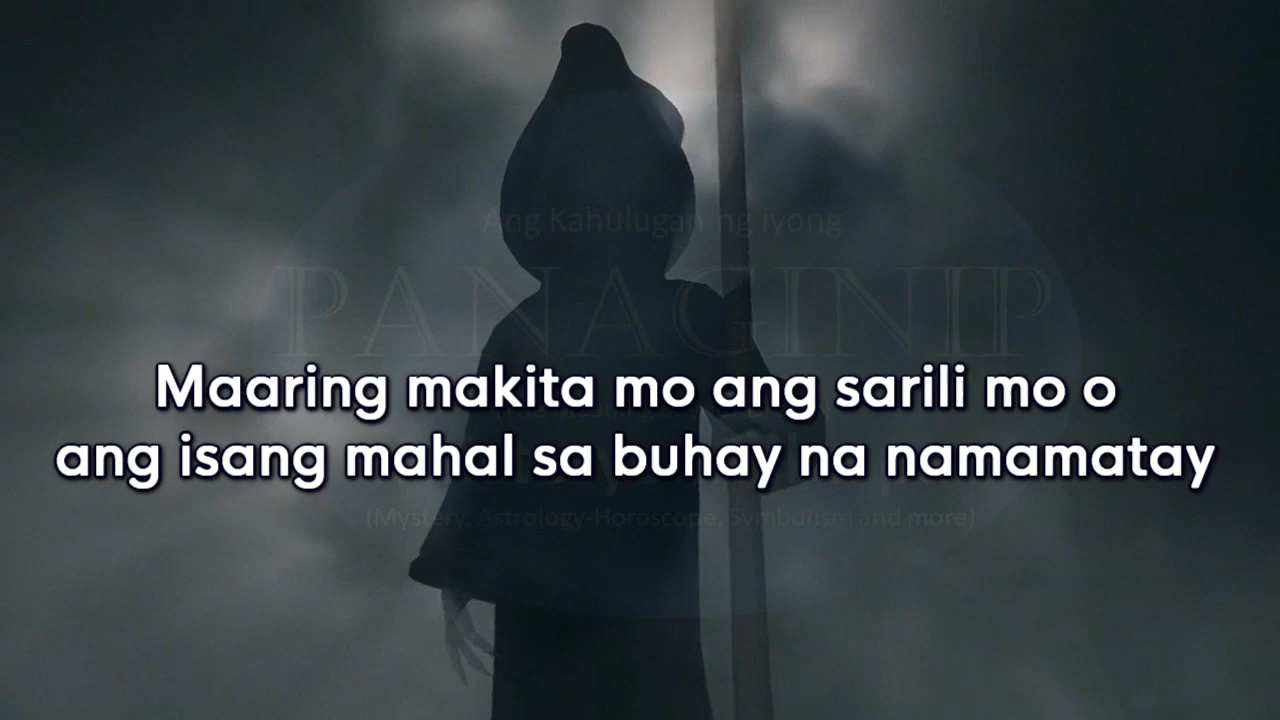 Ang Kahulugan ng iyong
PANAGINIP
Maaring makita mo ang sarili mo o
ang isang mahal sa buhay na namamatay
(Mystery, Astrology-Horoscope, Symbolism and more)